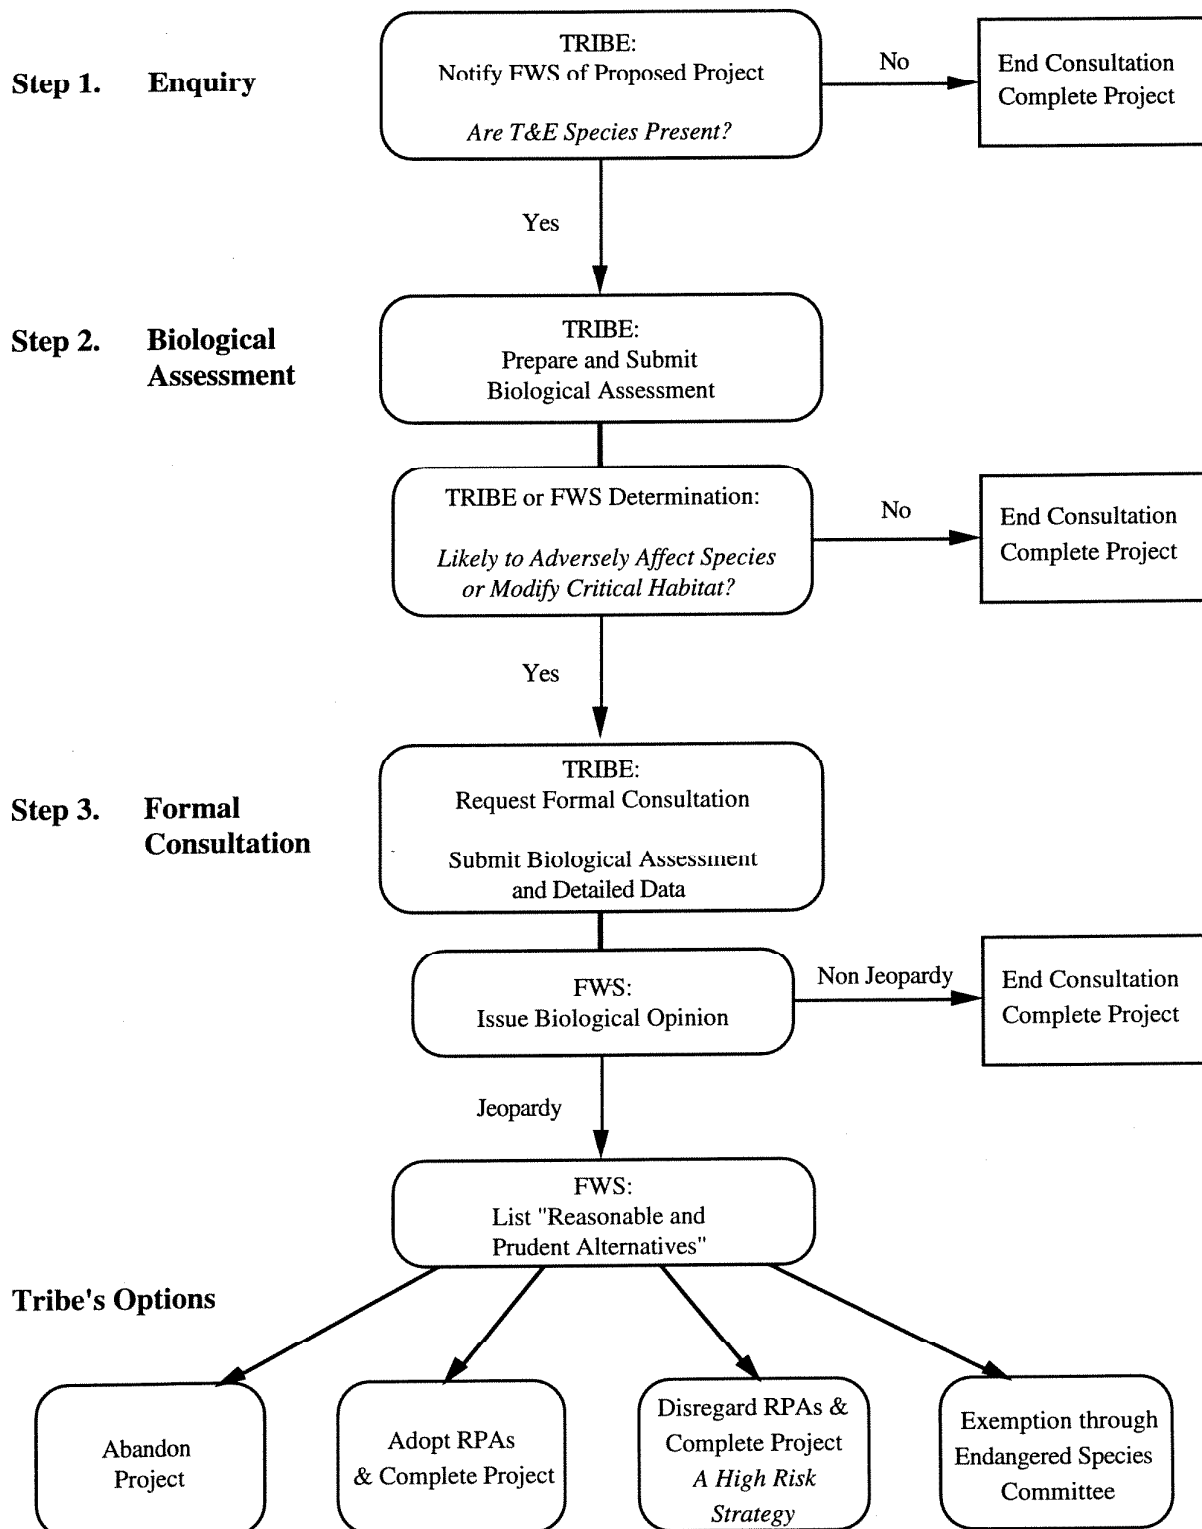 TRIBE:
Notify FWS of Proposed Project
Are T&E Species Present?
Step 1. Enquiry
No
End Consultation
Complete Project
Yes
Step 2. Biological
Assessment
TRIBE:
Prepare and Submit
Biological Assessment
TRIBE or FWS Determination:
Likely to Adversely Affect Species
or Modify Critical Habitat?
No
End Consultation
Complete Project
Yes
Step 3. Formal
Consultation
TRIBE:
Request Formal Consultation
Submit Biological Assessment
and Detailed Data
FWS:
Issue Biological Opinion
Non Jeopardy
End Consultation
Complete Project
Jeopardy
FWS:
List "Reasonable and
Prudent Alternatives"
Tribe's Options
Abandon
Project
Adopt RPAs
& Complete Project
Disregard RPAs &
Complete Project
A High Risk
Strategy
Exemption through
Endangered Species
Committee